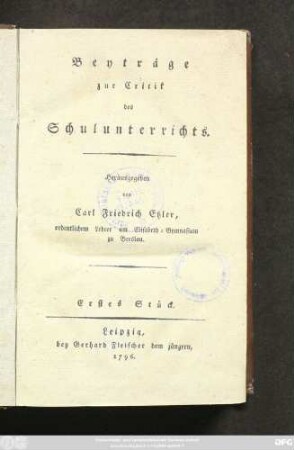 Beyträge
zur Critik
des
Schulunterrichts.
Herausgegeben
von
Carl Friedrich Etzler,
ordentlichem Lehrer am Elisabeth-Gymnasium
zu Breslau.
Erstes Stück.
Leipzig,
bey Gerhard Fleischer dem jüngern,
1796.